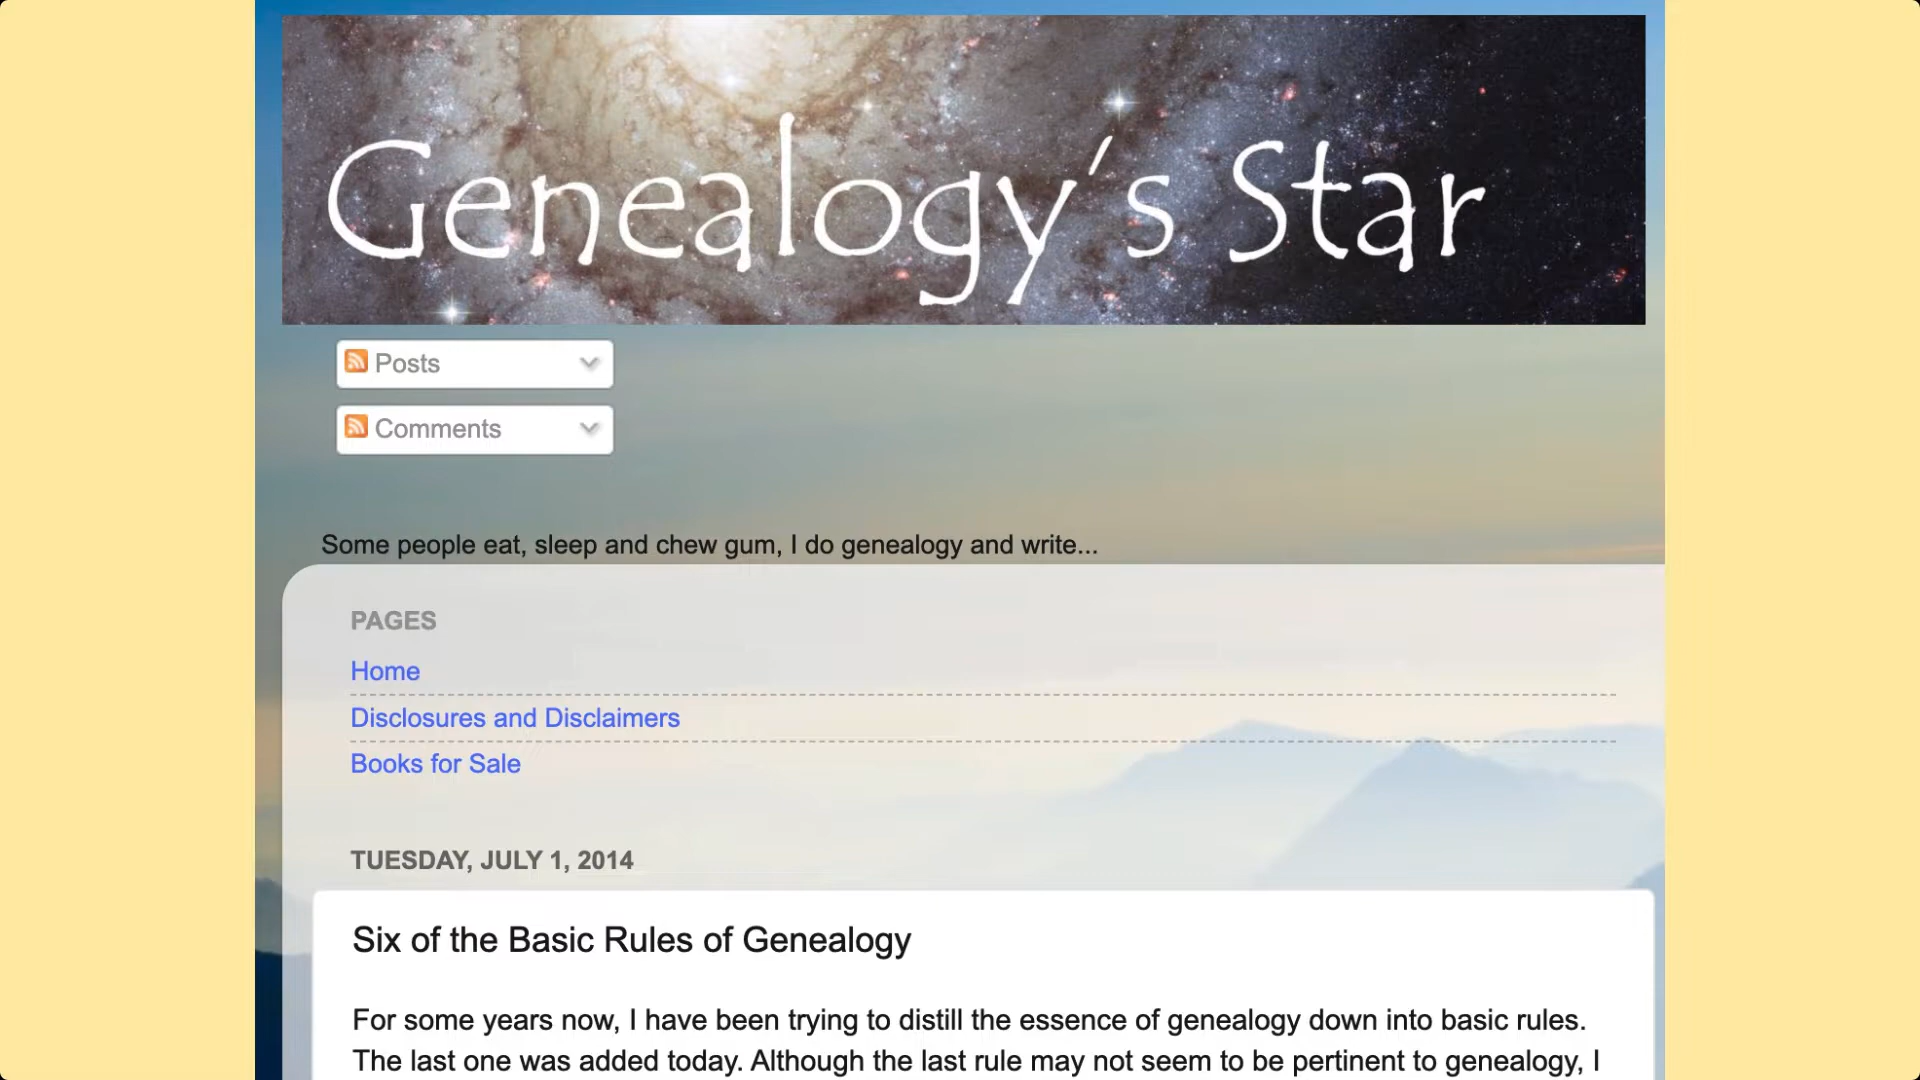 Genealogy's Star
Posts
Comments
Some people eat, sleep and chew gum, I do genealogy and write...
PAGES
Home
Disclosures and Disclaimers
Books for Sale
TUESDAY, JULY 1, 2014
Six of the Basic Rules of Genealogy
For some years now, I have been trying to distill the essence of genealogy down into basic rules.
The last one was added today. Although the last rule may not seem to be pertinent to genealogy, I